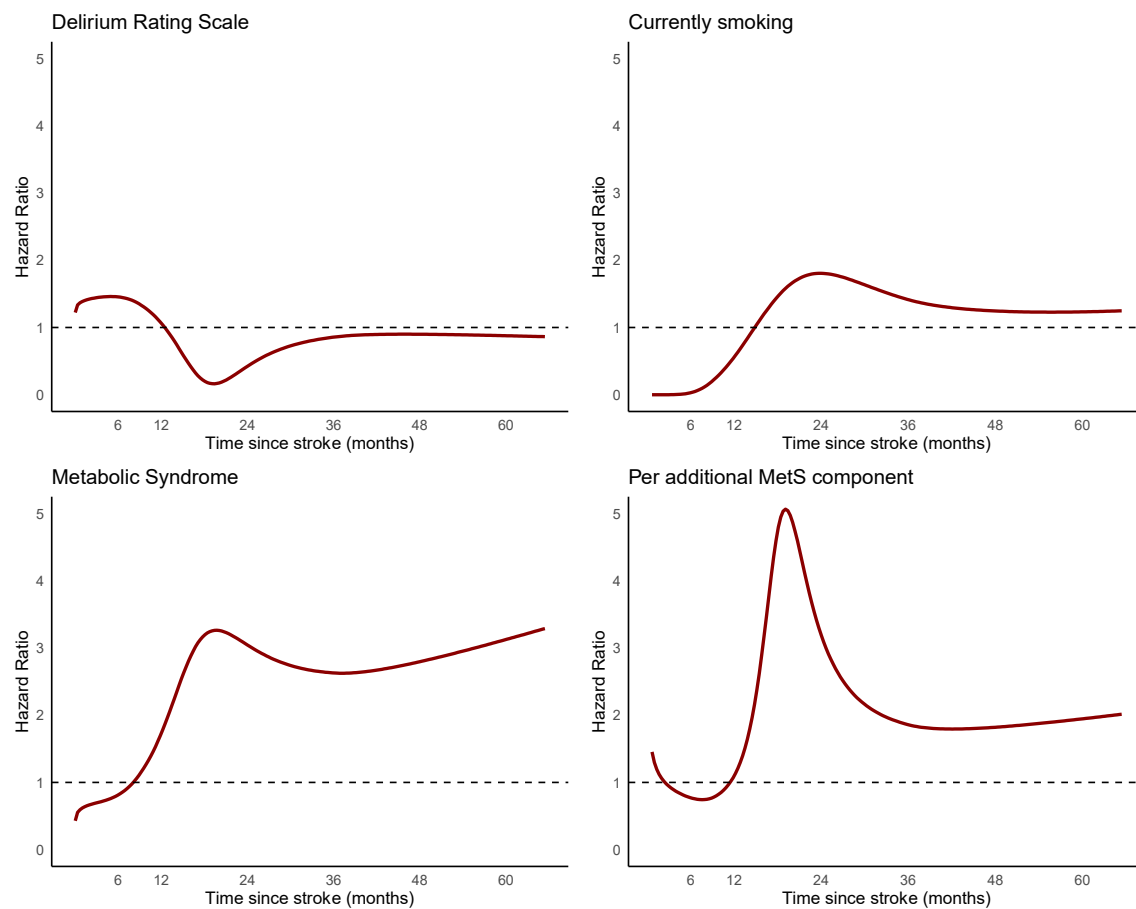 Delirium Rating Scale
5
4
3
2
1
0
Hazard Ratio
6 12 24 36 48 60
Time since stroke (months)
Currently smoking
5
4
3
2
1
0
Hazard Ratio
6 12 24 36 48 60
Time since stroke (months)
Metabolic Syndrome
5
4
3
2
1
0
Hazard Ratio
6 12 24 36 48 60
Time since stroke (months)
Per additional MetS component
5
4
3
2
1
0
Hazard Ratio
6 12 24 36 48 60
Time since stroke (months)